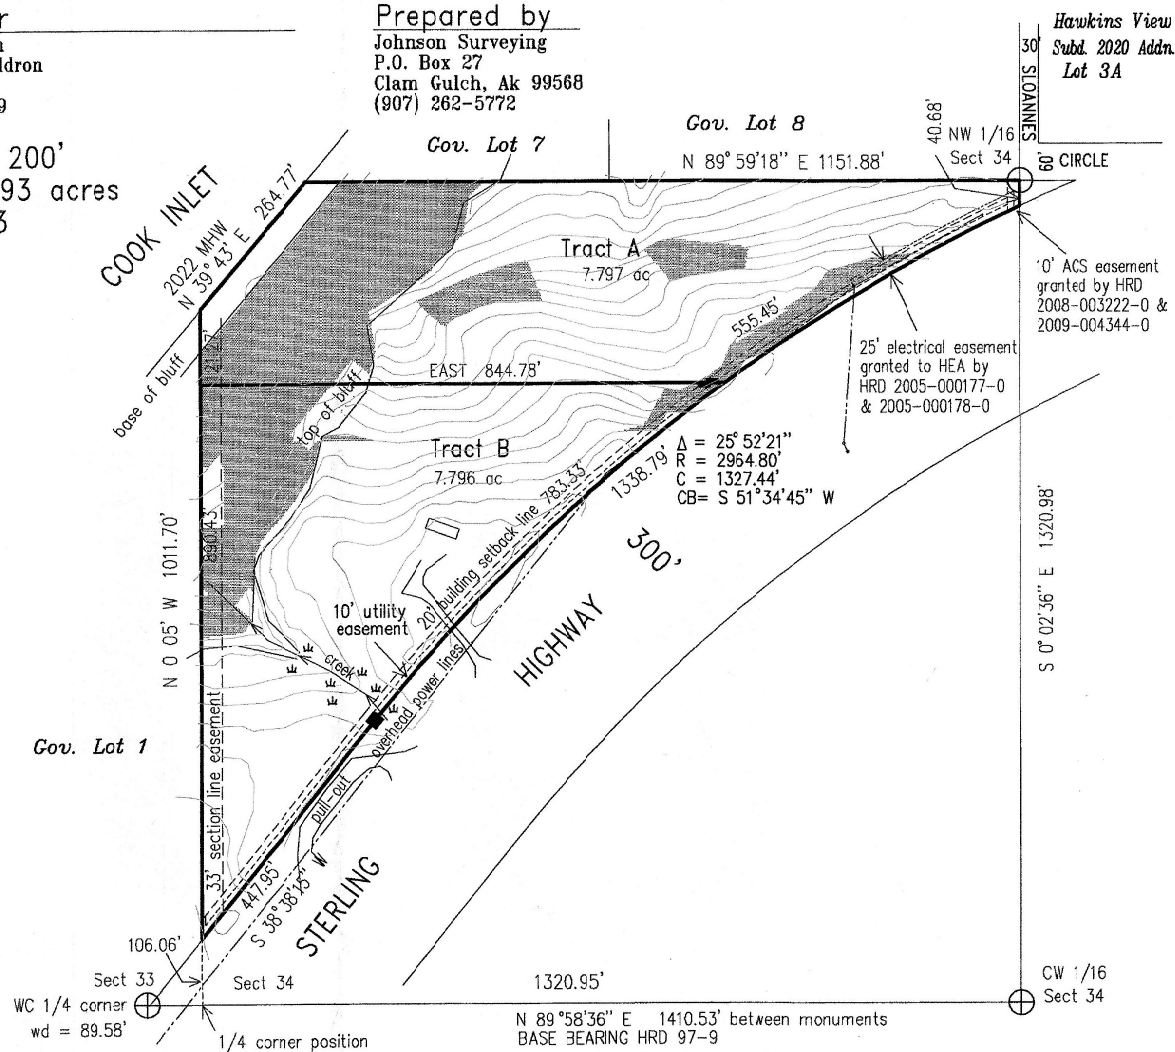 r
Prepared by
Johnson Surveying
P.O. Box 27
Clam Gulch, Ak 99568
(907) 262-5772
ldron
9
200'
93 acres
3
Hawkins View
Subd. 2020 Addn.
Lot 3A
30'
SLOANNES
60'
CIRCLE
40.68'
NW 1/16
Sect 34
Gov. Lot 8
Gov. Lot 7
N 89°59'18" E 1151.88'
COOK INLET
2022 MHW
N 39°43' E 264.77'
Tract A
7.797 ac
555.45'
'0' ACS easement
granted by HRD
2008-003222-0 &
2009-004344-0
25' electrical easement
granted to HEA by
HRD 2005-000177-0
& 2005-000178-0
EAST 844.78'
base of bluff
top of bluff
Tract B
7.796 ac
Δ = 25°52'21"
R = 2964.80'
C = 1327.44'
CB= S 51°34'45" W
1338.79'
783.33'
20' building setback line
300'
N 0°05' W 1011.70'
890.43'
S 0°02'36" E 1320.98'
10' utility
easement
creek
HIGHWAY
overhead power lines
Gov. Lot 1
33' section line easement
pull-out
447.95'
S 38°38'15" W
STERLING
106.06'
Sect 33
Sect 34
1320.95'
CW 1/16
Sect 34
WC 1/4 corner
wd = 89.58'
1/4 corner position
N 89°58'36" E 1410.53' between monuments
BASE BEARING HRD 97-9